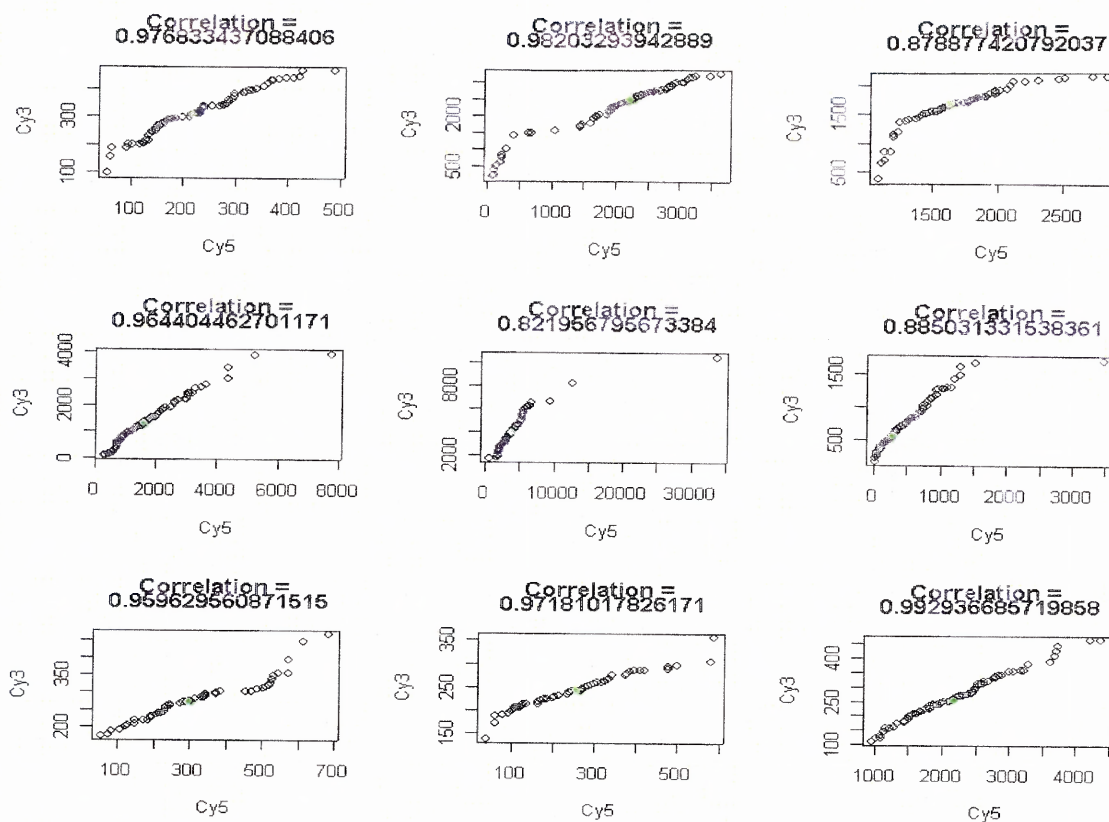 Correlation =
0.976833437088406
Cy3
100 300
100 200 300 400 500
Cy5
Correlation =
0.98203293942889
Cy3
500 2000
0 1000 2000 3000
Cy5
Correlation =
0.878877420792037
Cy3
500 1500
1500 2000 2500
Cy5
Correlation =
0.964404462701171
Cy3
0 2000 4000
0 2000 4000 6000 8000
Cy5
Correlation =
0.821956795673384
Cy3
2000 8000
0 10000 20000 30000
Cy5
Correlation =
0.885031331538361
Cy3
500 1500
0 1000 2000 3000
Cy5
Correlation =
0.959629560871515
Cy3
200 350
100 300 500 700
Cy5
Correlation =
0.97181017826171
Cy3
150 250 350
100 300 500
Cy5
Correlation =
0.992936685719858
Cy3
100 250 400
1000 2000 3000 4000
Cy5